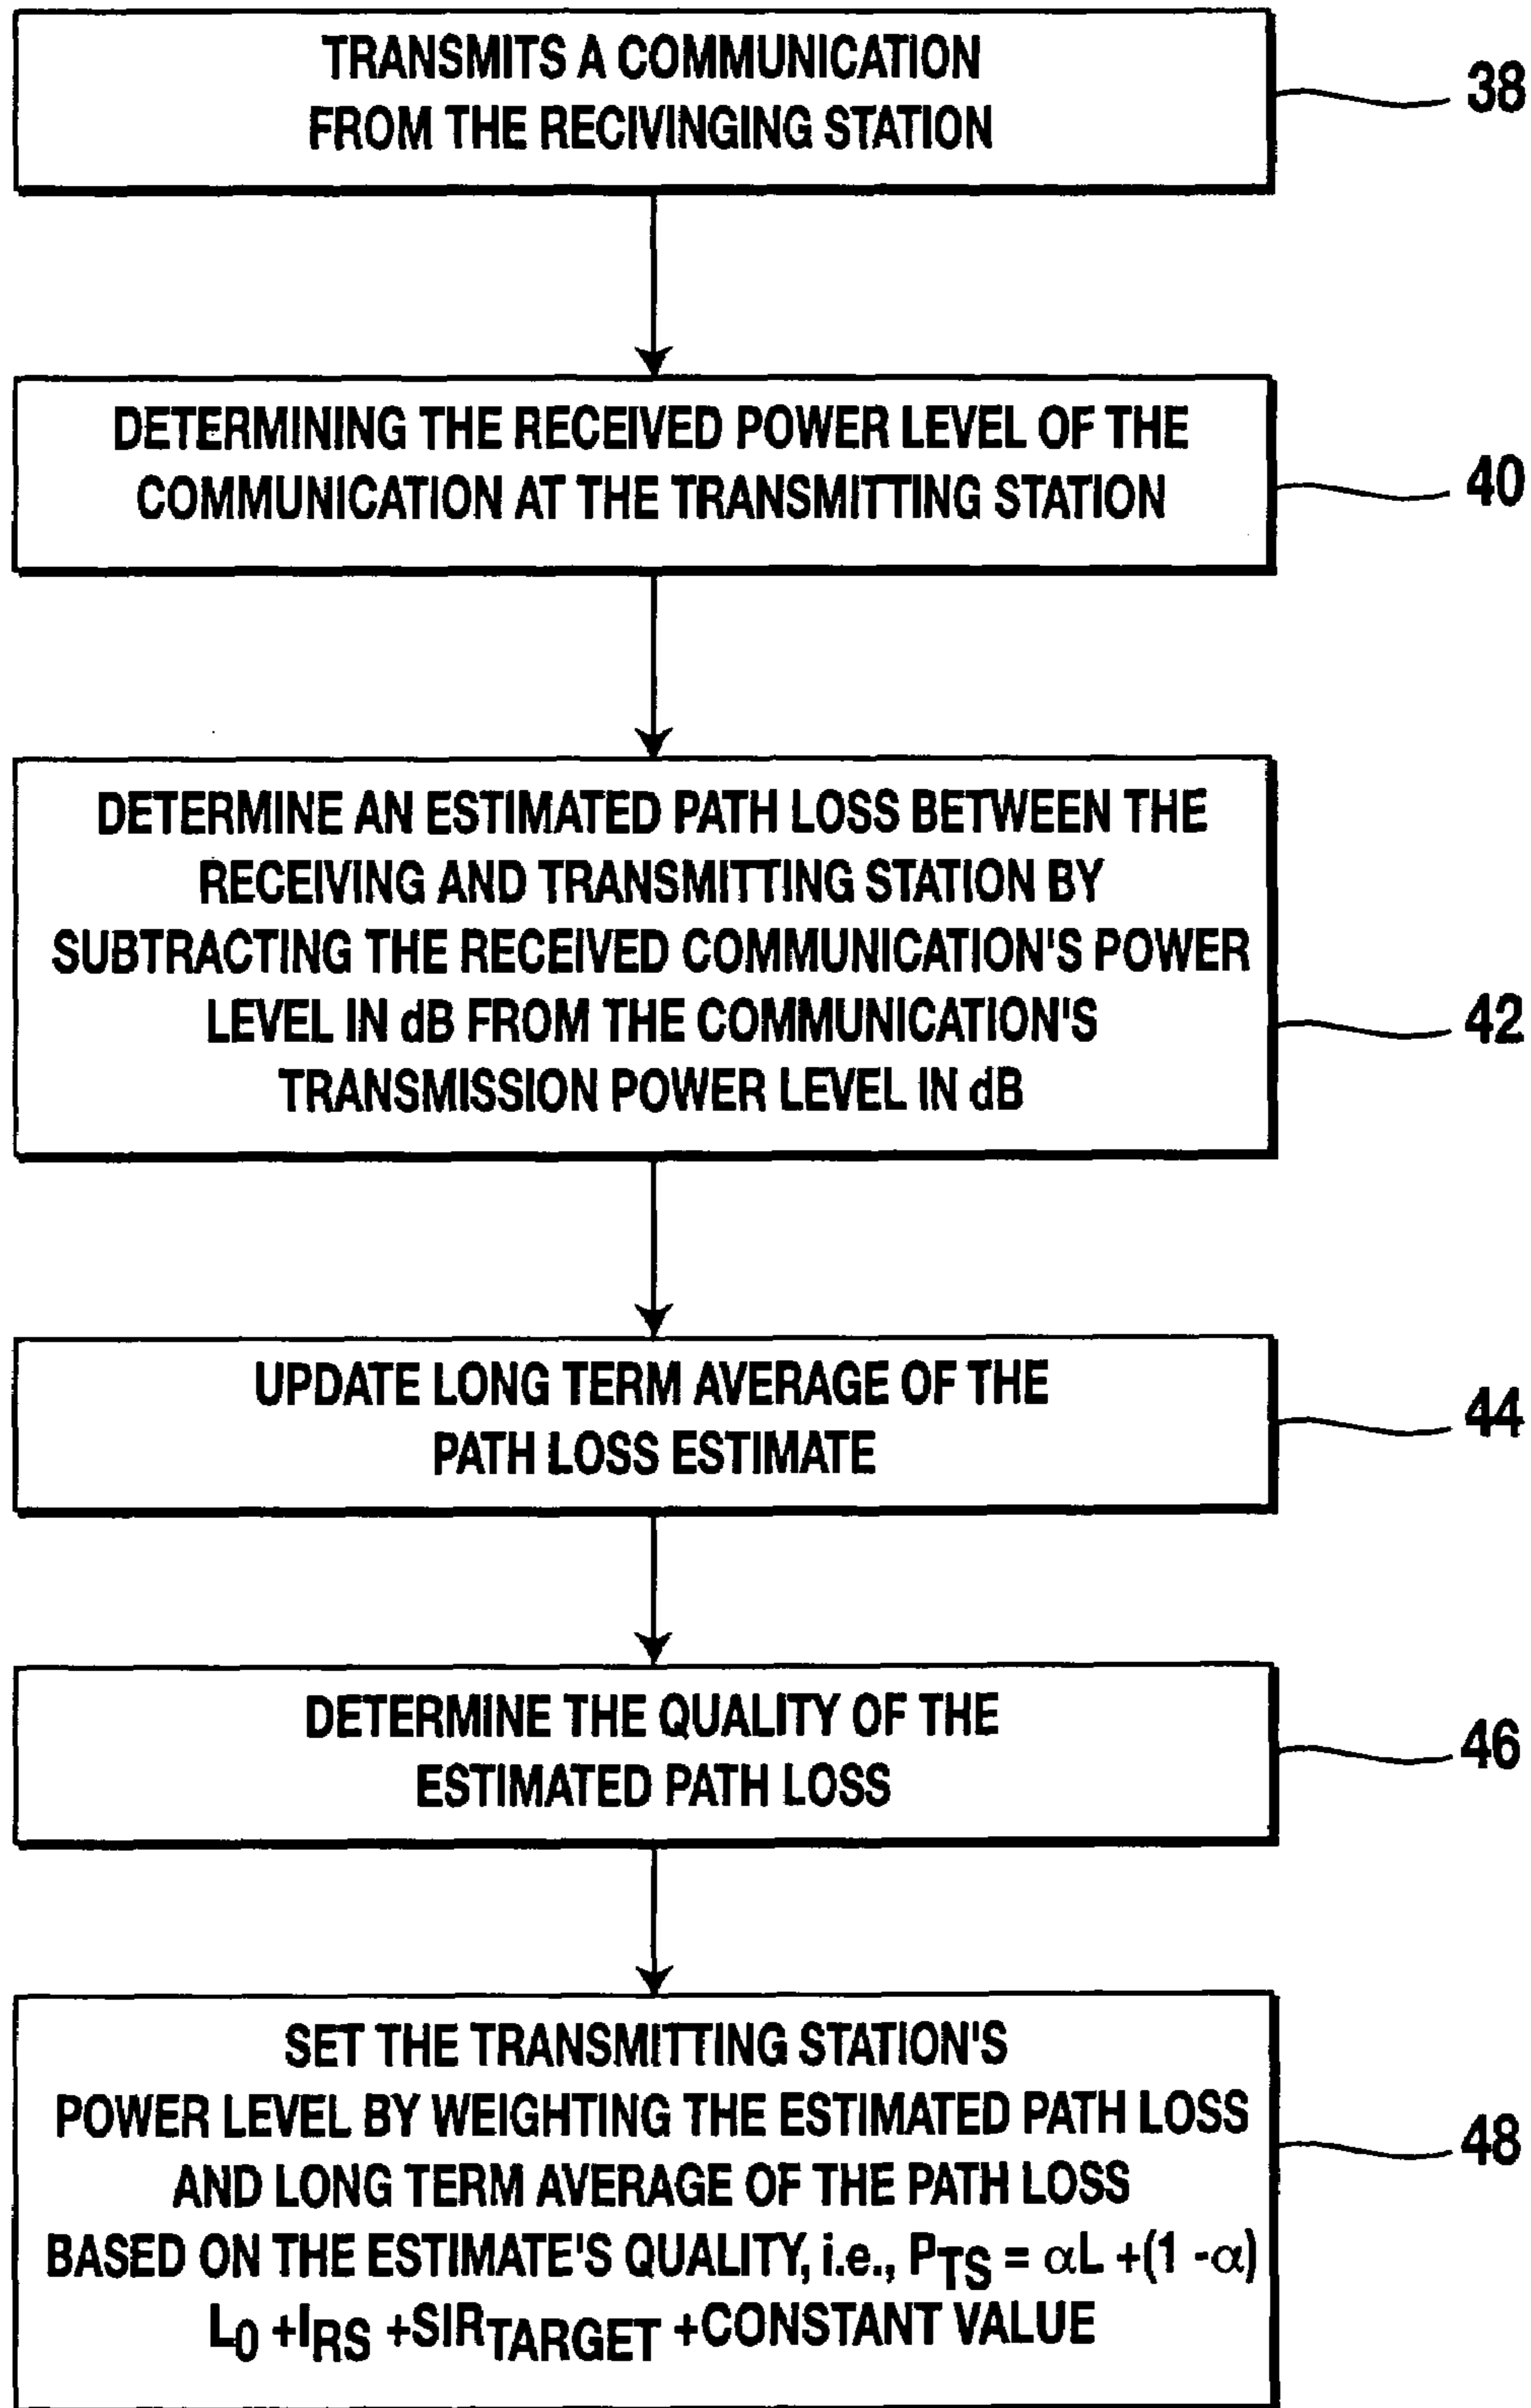 TRANSMITS A COMMUNICATION
FROM THE RECIVINGING STATION
38
DETERMINING THE RECEIVED POWER LEVEL OF THE
COMMUNICATION AT THE TRANSMITTING STATION
40
DETERMINE AN ESTIMATED PATH LOSS BETWEEN THE
RECEIVING AND TRANSMITTING STATION BY
SUBTRACTING THE RECEIVED COMMUNICATION'S POWER
LEVEL IN dB FROM THE COMMUNICATION'S
TRANSMISSION POWER LEVEL IN dB
42
UPDATE LONG TERM AVERAGE OF THE
PATH LOSS ESTIMATE
44
DETERMINE THE QUALITY OF THE
ESTIMATED PATH LOSS
46
SET THE TRANSMITTING STATION'S
POWER LEVEL BY WEIGHTING THE ESTIMATED PATH LOSS
AND LONG TERM AVERAGE OF THE PATH LOSS
BASED ON THE ESTIMATE'S QUALITY, i.e., PTS = αL +(1 -α)
L0 +IRS +SIRTARGET +CONSTANT VALUE
48